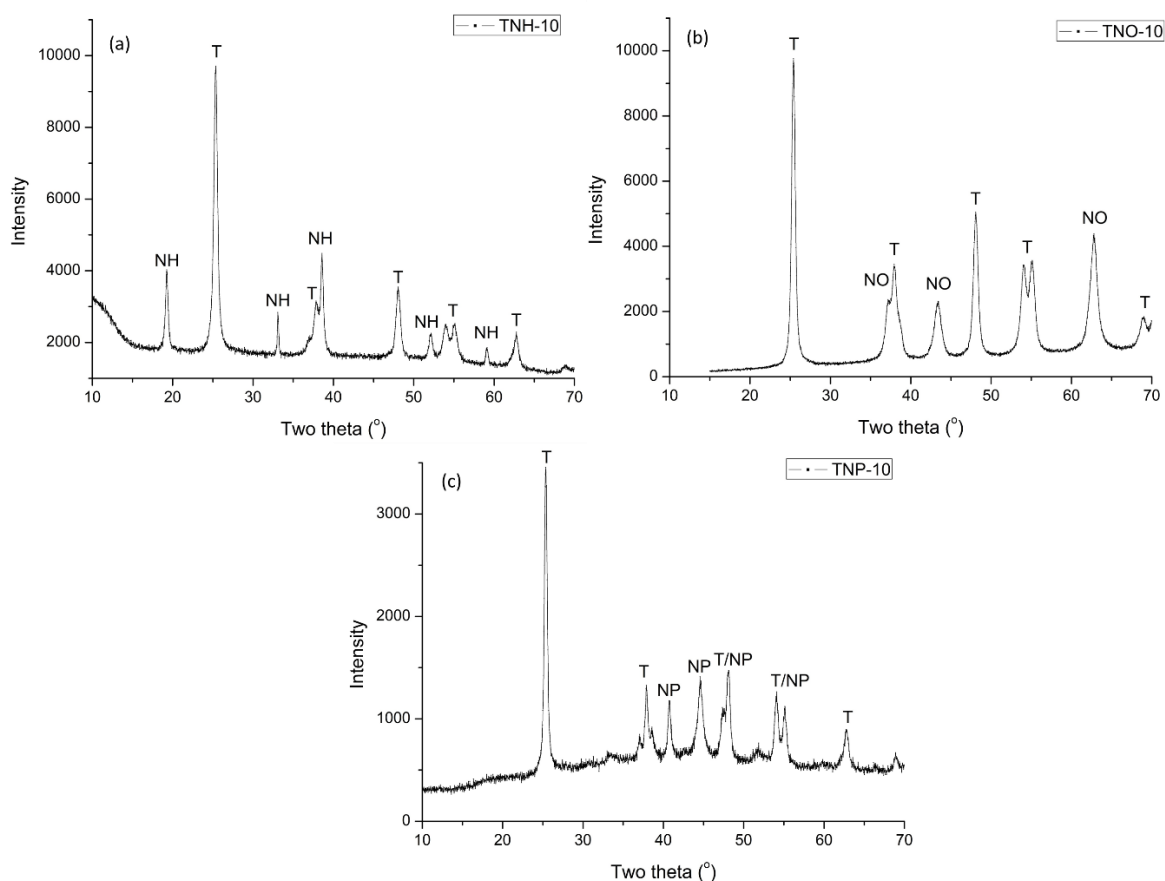 (a)
TNH-10
Intensity
10000
8000
6000
4000
2000
NH
T
NH
T
NH
T
NH
T
NH
T
10
20
30
40
50
60
70
Two theta (°)
(b)
TNO-10
Intensity
10000
8000
6000
4000
2000
0
T
NO
T
NO
T
T
NO
T
10
20
30
40
50
60
70
Two theta (°)
(c)
TNP-10
Intensity
3000
2000
1000
0
T
T
NP
NP
T/NP
T/NP
T
10
20
30
40
50
60
70
Two theta (°)